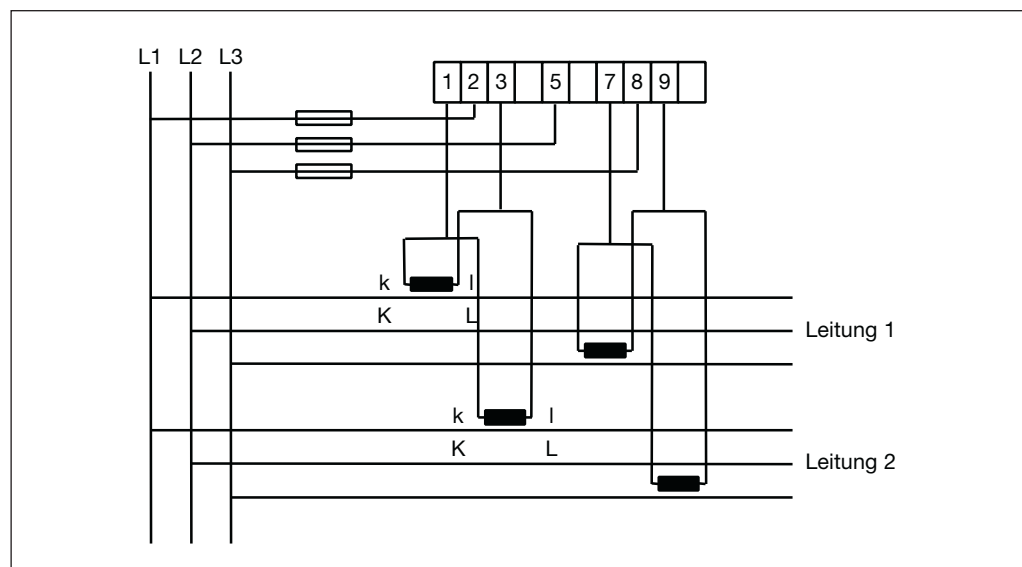 L1 L2 L3
1 2 3 5 7 8 9
k l
K L
Leitung 1
k l
K L
Leitung 2